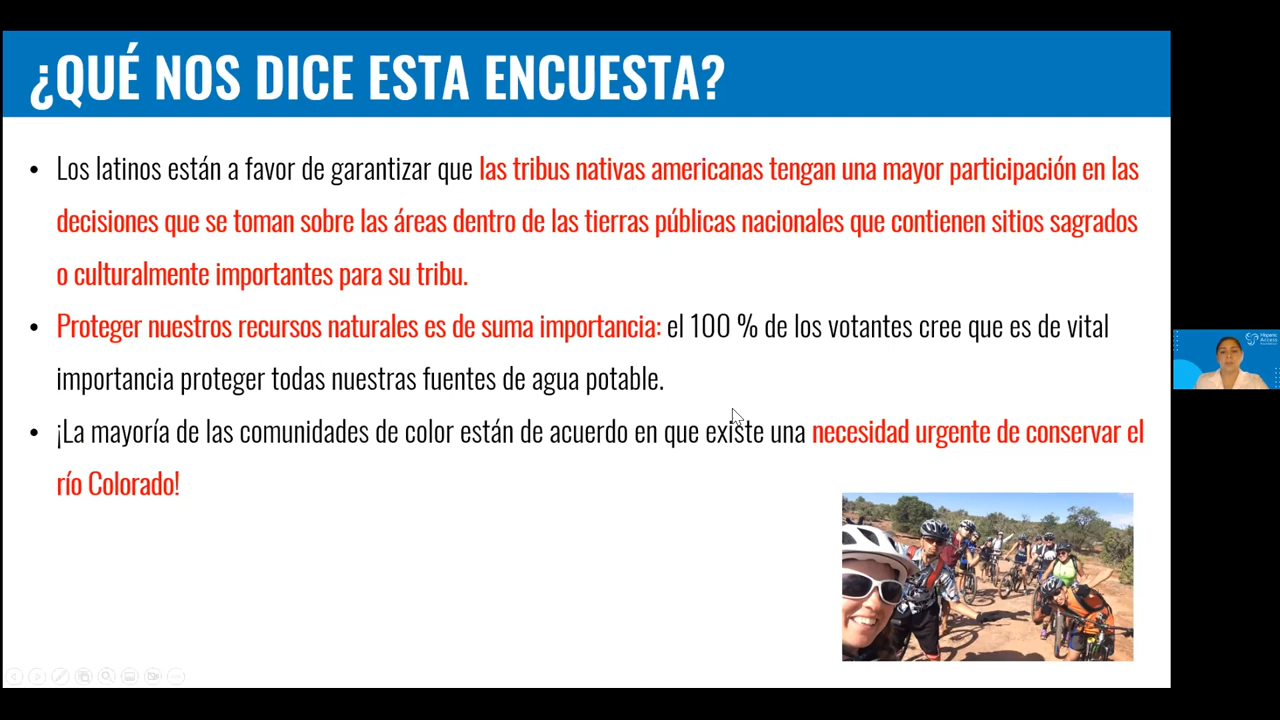 ¿QUÉ NOS DICE ESTA ENCUESTA?
• Los latinos están a favor de garantizar que las tribus nativas americanas tengan una mayor participación en las
decisiones que se toman sobre las áreas dentro de las tierras públicas nacionales que contienen sitios sagrados
o culturalmente importantes para su tribu.
• Proteger nuestros recursos naturales es de suma importancia: el 100 % de los votantes cree que es de vital
importancia proteger todas nuestras fuentes de agua potable.
• ¡La mayoría de las comunidades de color están de acuerdo en que existe una necesidad urgente de conservar el
río Colorado!
Hispanic
Access